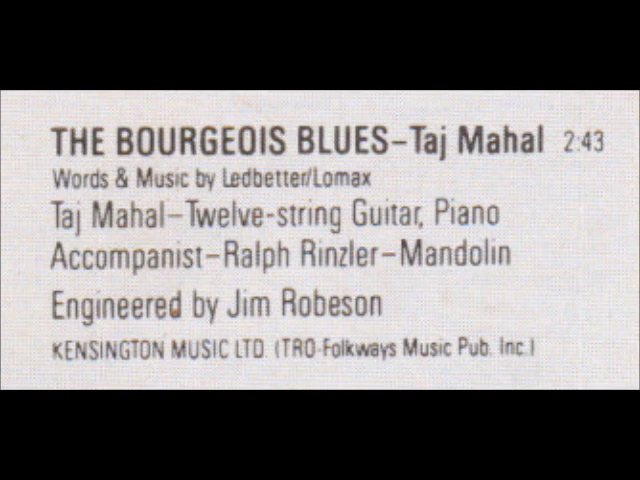 THE BOURGEOIS BLUES–Taj Mahal 2:43
Words & Music by Ledbetter/Lomax
Taj Mahal–Twelve-string Guitar, Piano
Accompanist–Ralph Rinzler–Mandolin
Engineered by Jim Robeson
KENSINGTON MUSIC LTD. (TRO-Folkways Music Pub. Inc.)